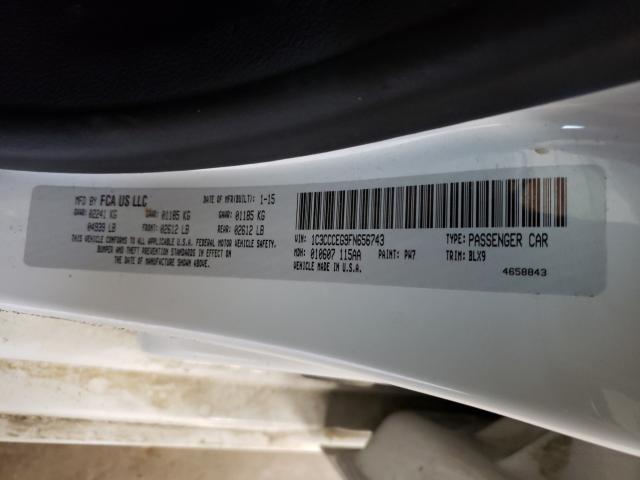 MFD BY FCA US LLC DATE OF MFR(BUILT): 1-15
GVWR: 02241 KG GAWR: 01185 KG GAWR: 01185 KG
04939 LB FRONT: 02612 LB REAR: 02612 LB
THIS VEHICLE CONFORMS TO ALL APPLICABLE U.S.A. FEDERAL MOTOR VEHICLE SAFETY,
BUMPER AND THEFT PREVENTION STANDARDS IN EFFECT ON
THE DATE OF MANUFACTURE SHOWN ABOVE.
VIN: 1C3CCCEG9FN656743 TYPE: PASSENGER CAR
MDH: 010607 115AA PAINT: PW7 TRIM: BLX9
VEHICLE MADE IN U.S.A.
4658843